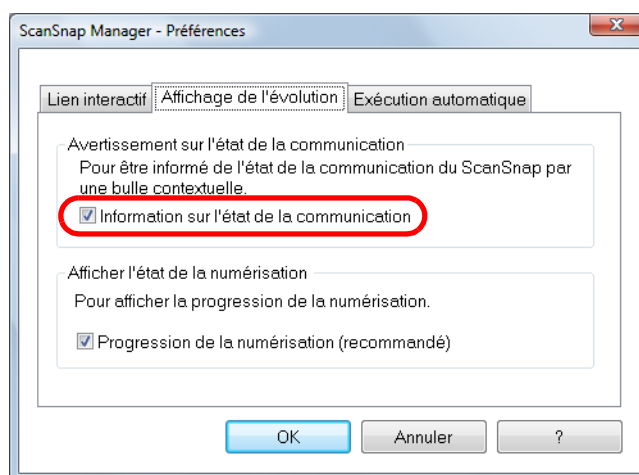 ScanSnap Manager - Préférences
Lien interactif Affichage de l'évolution Exécution automatique
Avertissement sur l'état de la communication
Pour être informé de l'état de la communication du ScanSnap par
une bulle contextuelle.
Information sur l'état de la communication
Afficher l'état de la numérisation
Pour afficher la progression de la numérisation.
Progression de la numérisation (recommandé)
OK Annuler ?